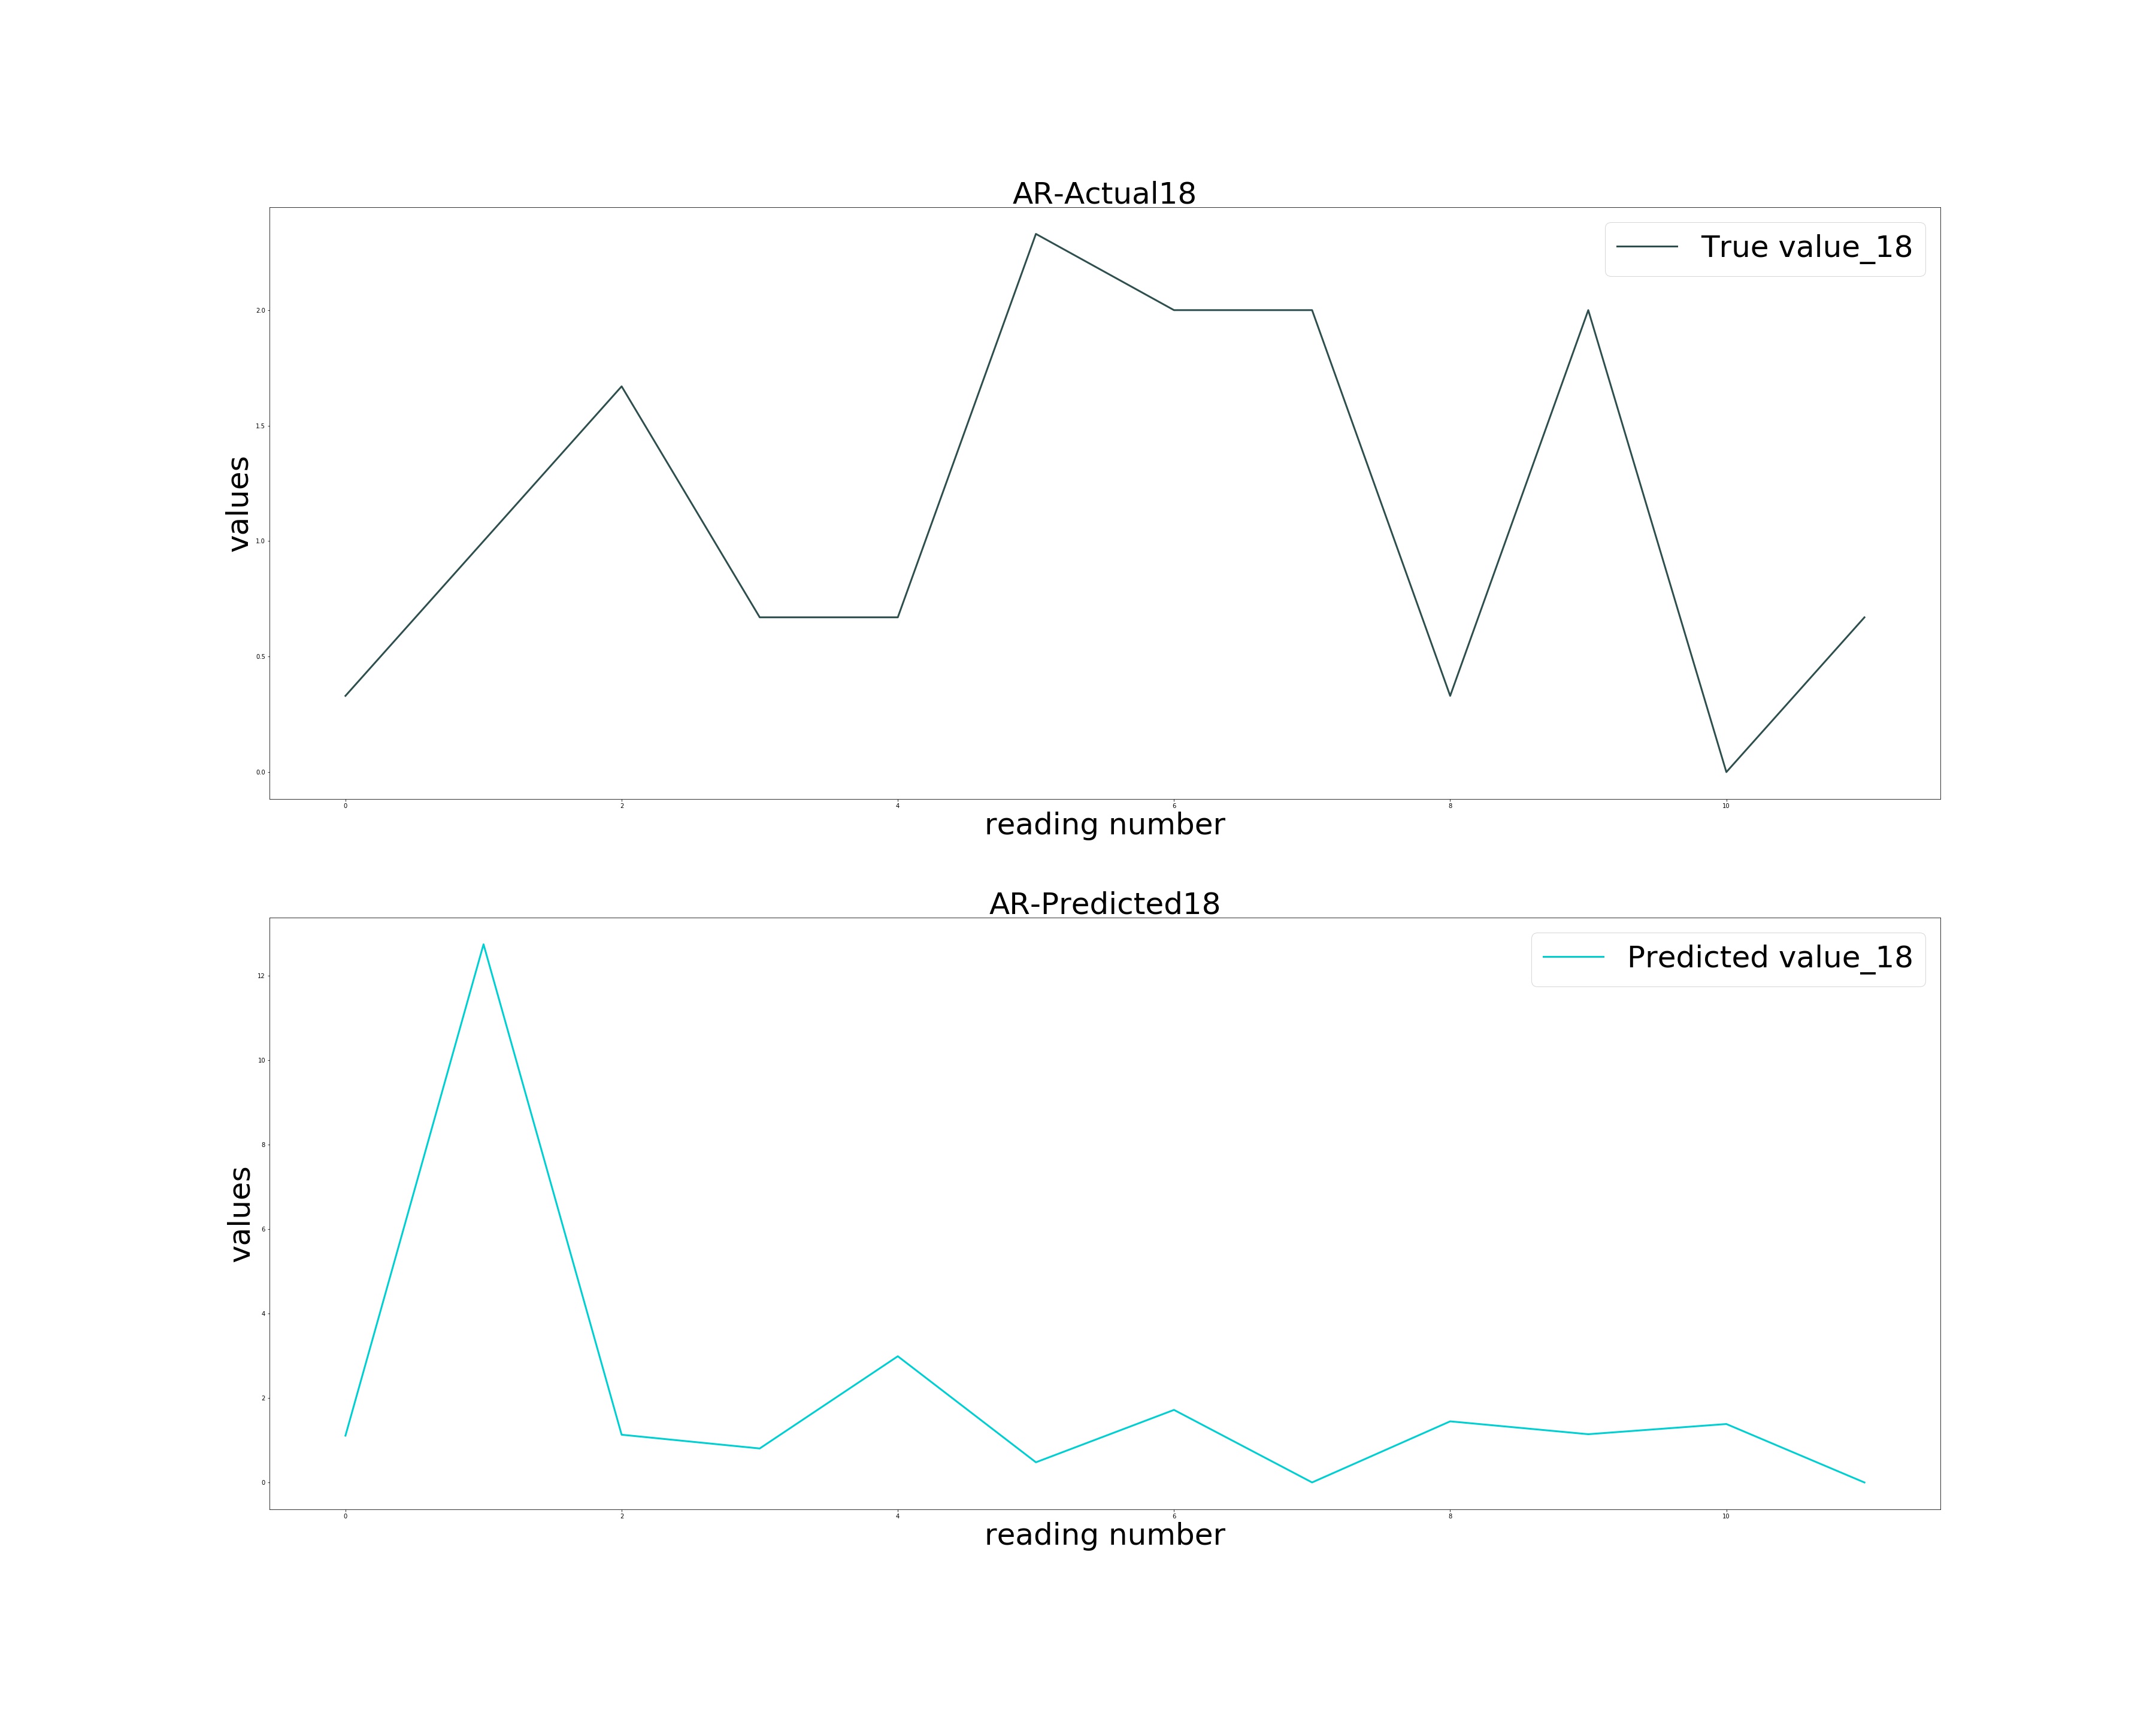 AR-Actual18
True value_18
values
2.0
1.5
1.0
0.5
0.0
0 2 4 6 8 10
reading number
AR-Predicted18
Predicted value_18
values
12
10
8
6
4
2
0
0 2 4 6 8 10
reading number